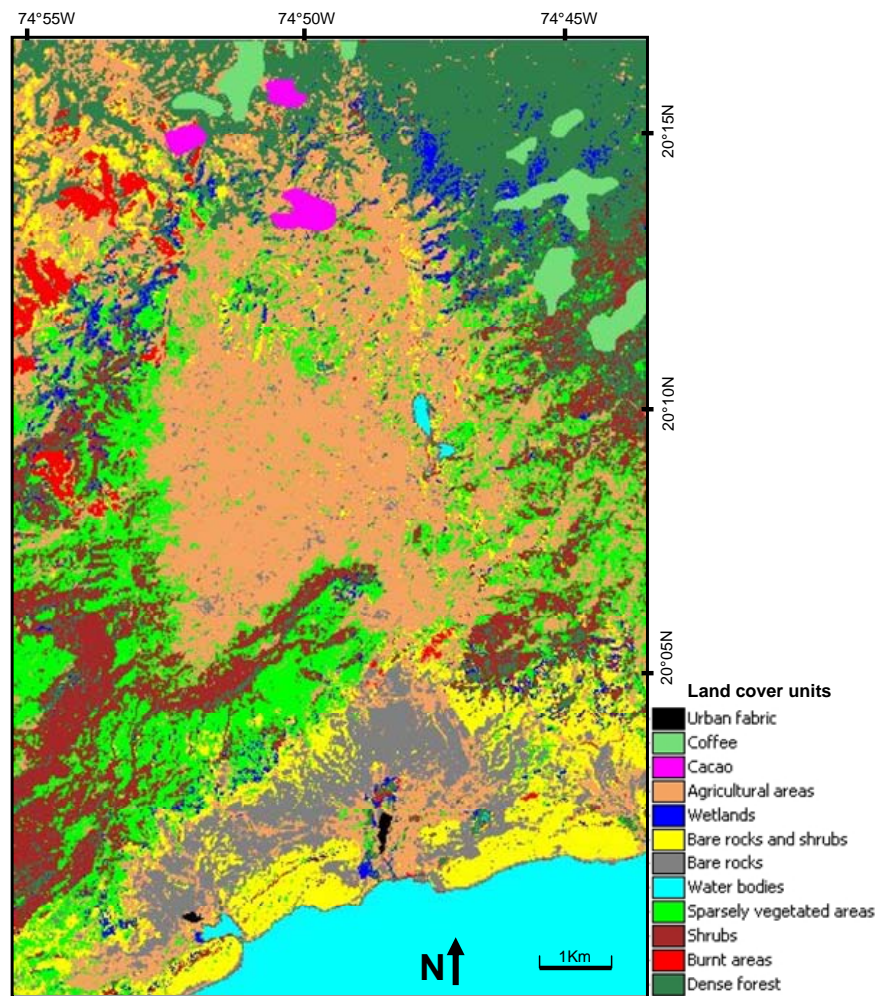 74°55W
74°50W
74°45W
20°15N
20°10N
20°05N
Land cover units
Urban fabric
Coffee
Cacao
Agricultural areas
Wetlands
Bare rocks and shrubs
Bare rocks
Water bodies
Sparsely vegetated areas
Shrubs
Burnt areas
Dense forest
N
1Km